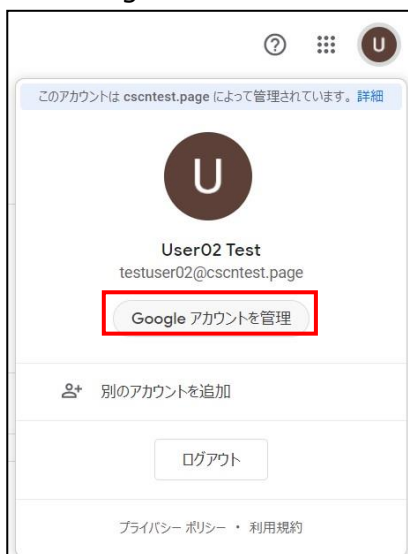 U
このアカウントは cscntest.page によって管理されています。 詳細
U
User02 Test
testuser02@cscntest.page
Google アカウントを管理
別のアカウントを追加
ログアウト
プライバシー ポリシー ・ 利用規約